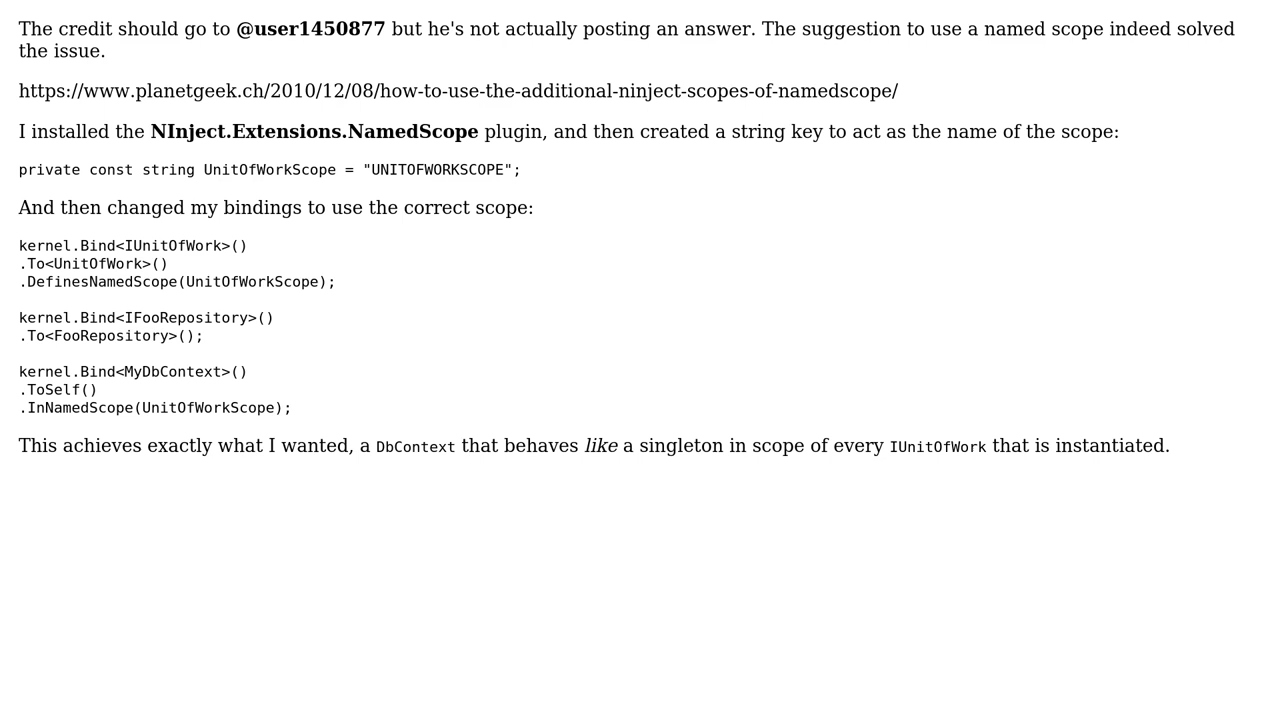 The credit should go to @user1450877 but he's not actually posting an answer. The suggestion to use a named scope indeed solved
the issue.
https://www.planetgeek.ch/2010/12/08/how-to-use-the-additional-ninject-scopes-of-namedscope/
I installed the NInject.Extensions.NamedScope plugin, and then created a string key to act as the name of the scope:
private const string UnitOfWorkScope = "UNITOFWORKSCOPE";
And then changed my bindings to use the correct scope:
kernel.Bind<IUnitOfWork>()
.To<UnitOfWork>()
.DefinesNamedScope(UnitOfWorkScope);
kernel.Bind<IFooRepository>()
.To<FooRepository>();
kernel.Bind<MyDbContext>()
.ToSelf()
.InNamedScope(UnitOfWorkScope);
This achieves exactly what I wanted, a DbContext that behaves like a singleton in scope of every IUnitOfWork that is instantiated.